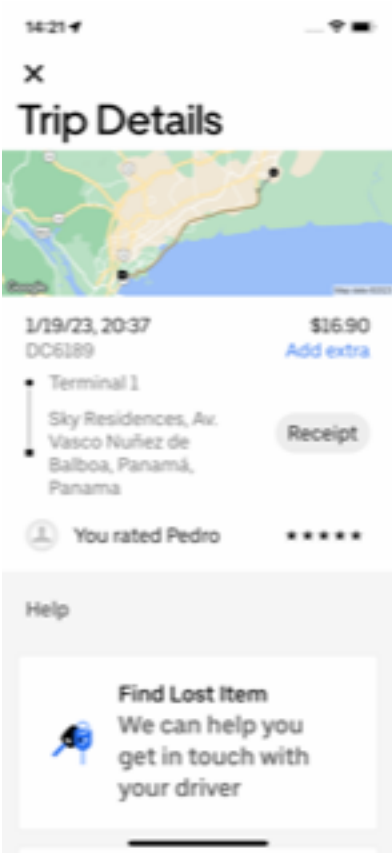 14:21
Trip Details
Google
1/19/23, 20:37
$16.90
DC6189
Add extra
Terminal 1
Sky Residences, Av.
Vasco Nuñez de
Balboa, Panamá,
Panama
Receipt
You rated Pedro
Help
Find Lost Item
We can help you
get in touch with
your driver